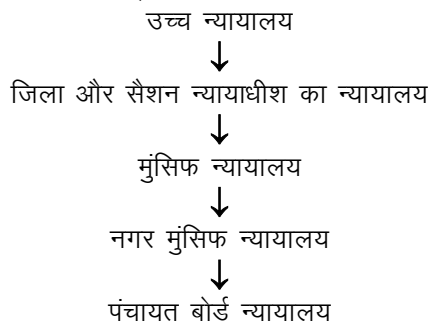 उच्च न्यायालय
↓
जिला और सैशन न्यायाधीश का न्यायालय
↓
मुंसिफ न्यायालय
↓
नगर मुंसिफ न्यायालय
↓
पंचायत बोर्ड न्यायालय